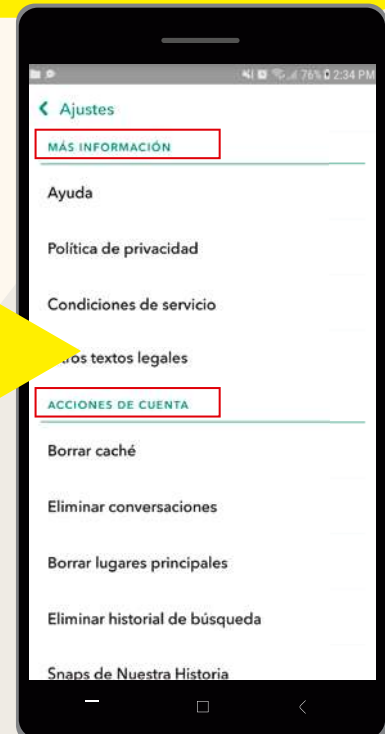 76% 2:34 PM
Ajustes
MÁS INFORMACIÓN
Ayuda
Política de privacidad
Condiciones de servicio
ros textos legales
ACCIONES DE CUENTA
Borrar caché
Eliminar conversaciones
Borrar lugares principales
Eliminar historial de búsqueda
Snaps de Nuestra Historia